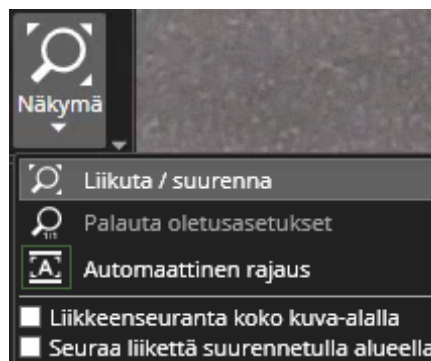 Näkymä
Liikuta / suurenna
Palauta oletusasetukset
Automaattinen rajaus
Liikkeenseuranta koko kuva-alalla
Seuraa liikettä suurennetulla alueella